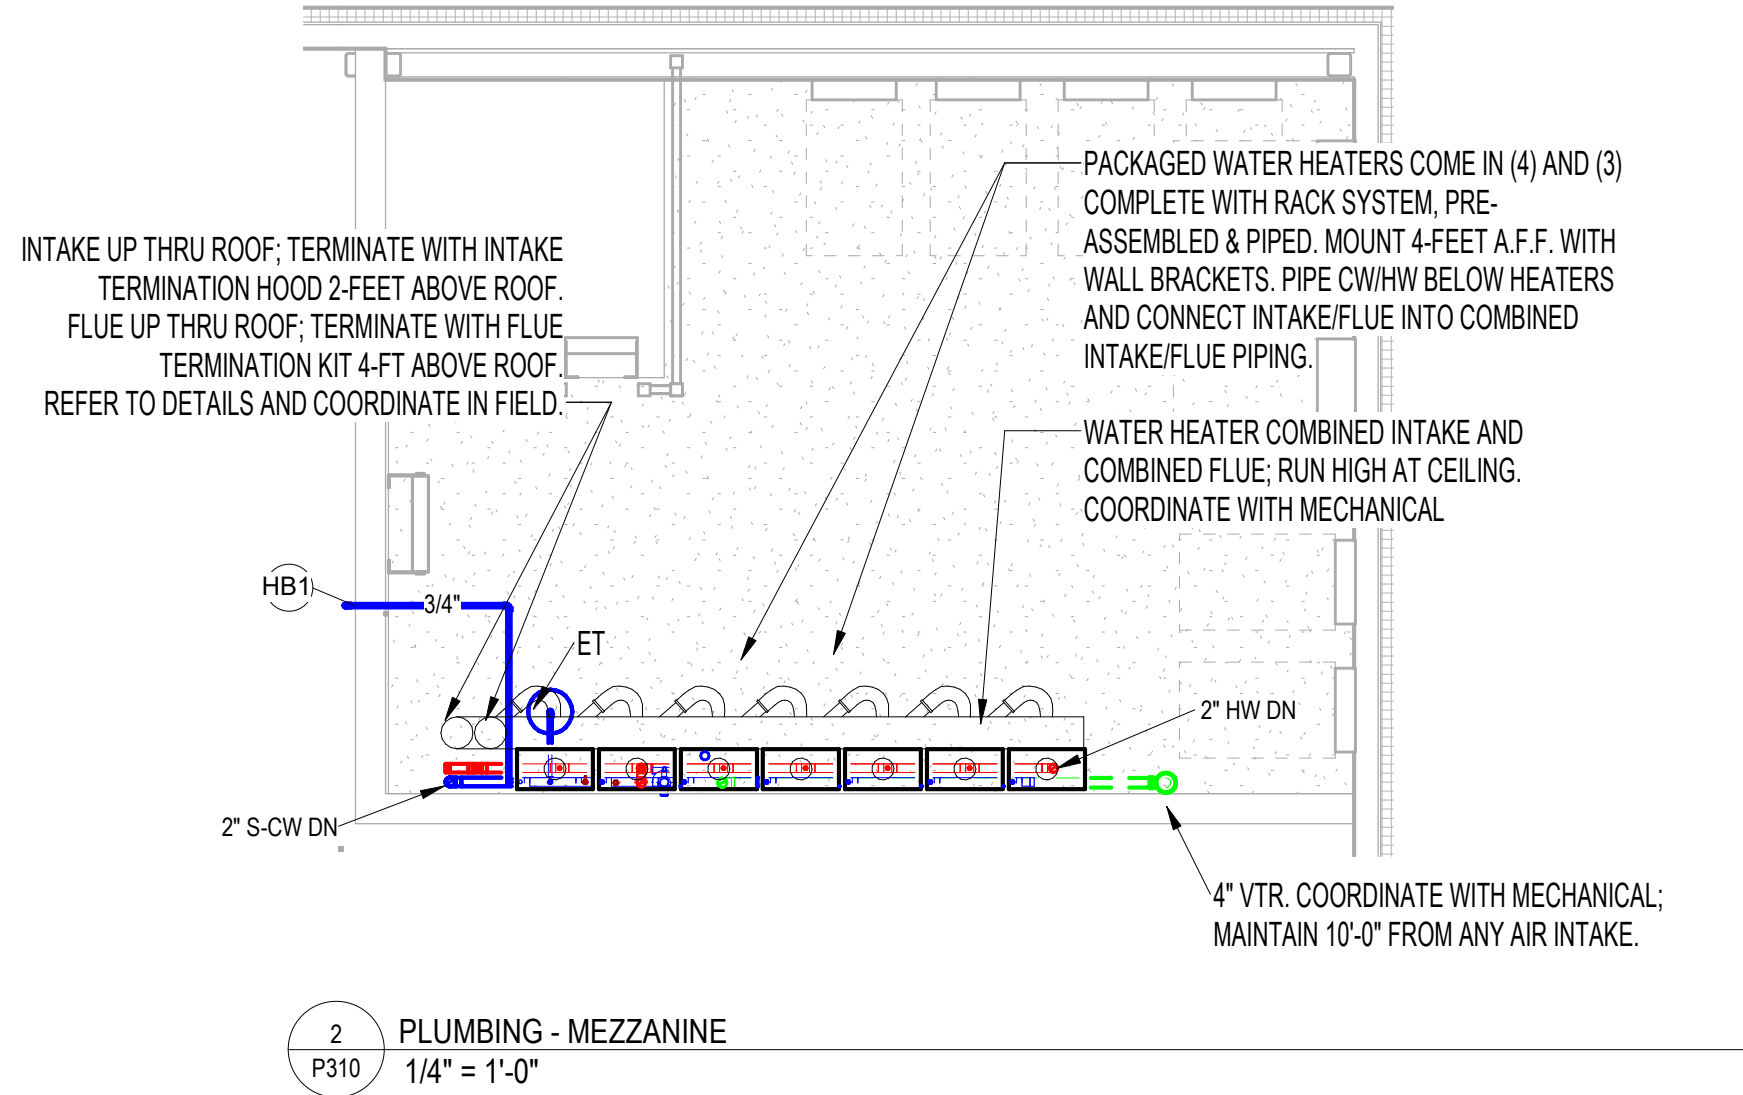 PACKAGED WATER HEATERS COME IN (4) AND (3)
COMPLETE WITH RACK SYSTEM, PRE-
ASSEMBLED & PIPED. MOUNT 4-FEET A.F.F. WITH
WALL BRACKETS. PIPE CW/HW BELOW HEATERS
AND CONNECT INTAKE/FLUE INTO COMBINED
INTAKE/FLUE PIPING.
INTAKE UP THRU ROOF; TERMINATE WITH INTAKE
TERMINATION HOOD 2-FEET ABOVE ROOF.
FLUE UP THRU ROOF; TERMINATE WITH FLUE
TERMINATION KIT 4-FT ABOVE ROOF.
REFER TO DETAILS AND COORDINATE IN FIELD.
WATER HEATER COMBINED INTAKE AND
COMBINED FLUE; RUN HIGH AT CEILING.
COORDINATE WITH MECHANICAL
HB1
3/4"
ET
2" HW DN
2" S-CW DN
4" VTR. COORDINATE WITH MECHANICAL;
MAINTAIN 10'-0" FROM ANY AIR INTAKE.
2
P310
PLUMBING - MEZZANINE
1/4" = 1'-0"